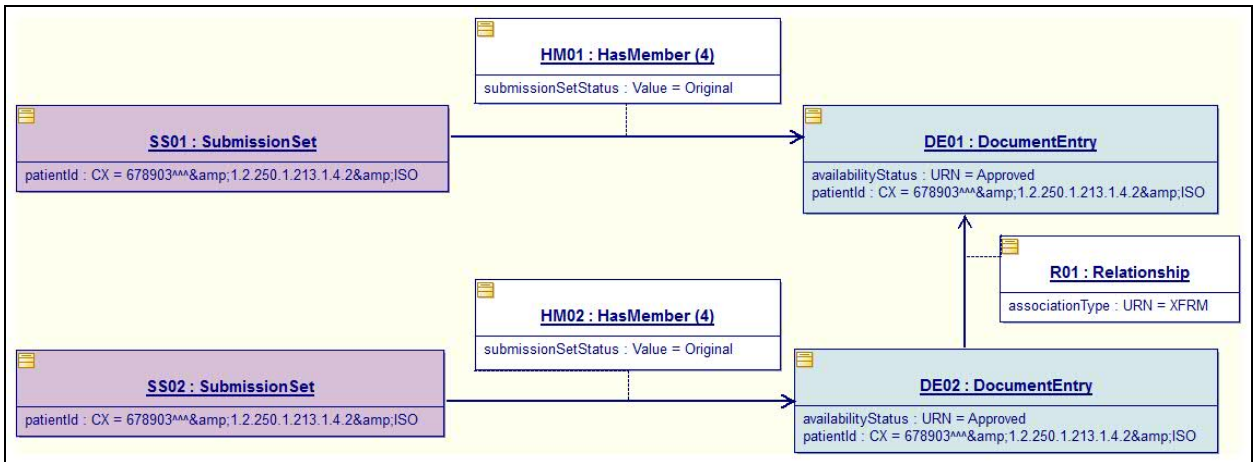 HM01 : HasMember (4)
submissionSetStatus : Value = Original
SS01 : SubmissionSet
patientId : CX = 678903^^^&amp;1.2.250.1.213.1.4.2&amp;ISO
DE01 : DocumentEntry
availabilityStatus : URN = Approved
patientId : CX = 678903^^^&amp;1.2.250.1.213.1.4.2&amp;ISO
R01 : Relationship
associationType : URN = XFRM
HM02 : HasMember (4)
submissionSetStatus : Value = Original
SS02 : SubmissionSet
patientId : CX = 678903^^^&amp;1.2.250.1.213.1.4.2&amp;ISO
DE02 : DocumentEntry
availabilityStatus : URN = Approved
patientId : CX = 678903^^^&amp;1.2.250.1.213.1.4.2&amp;ISO